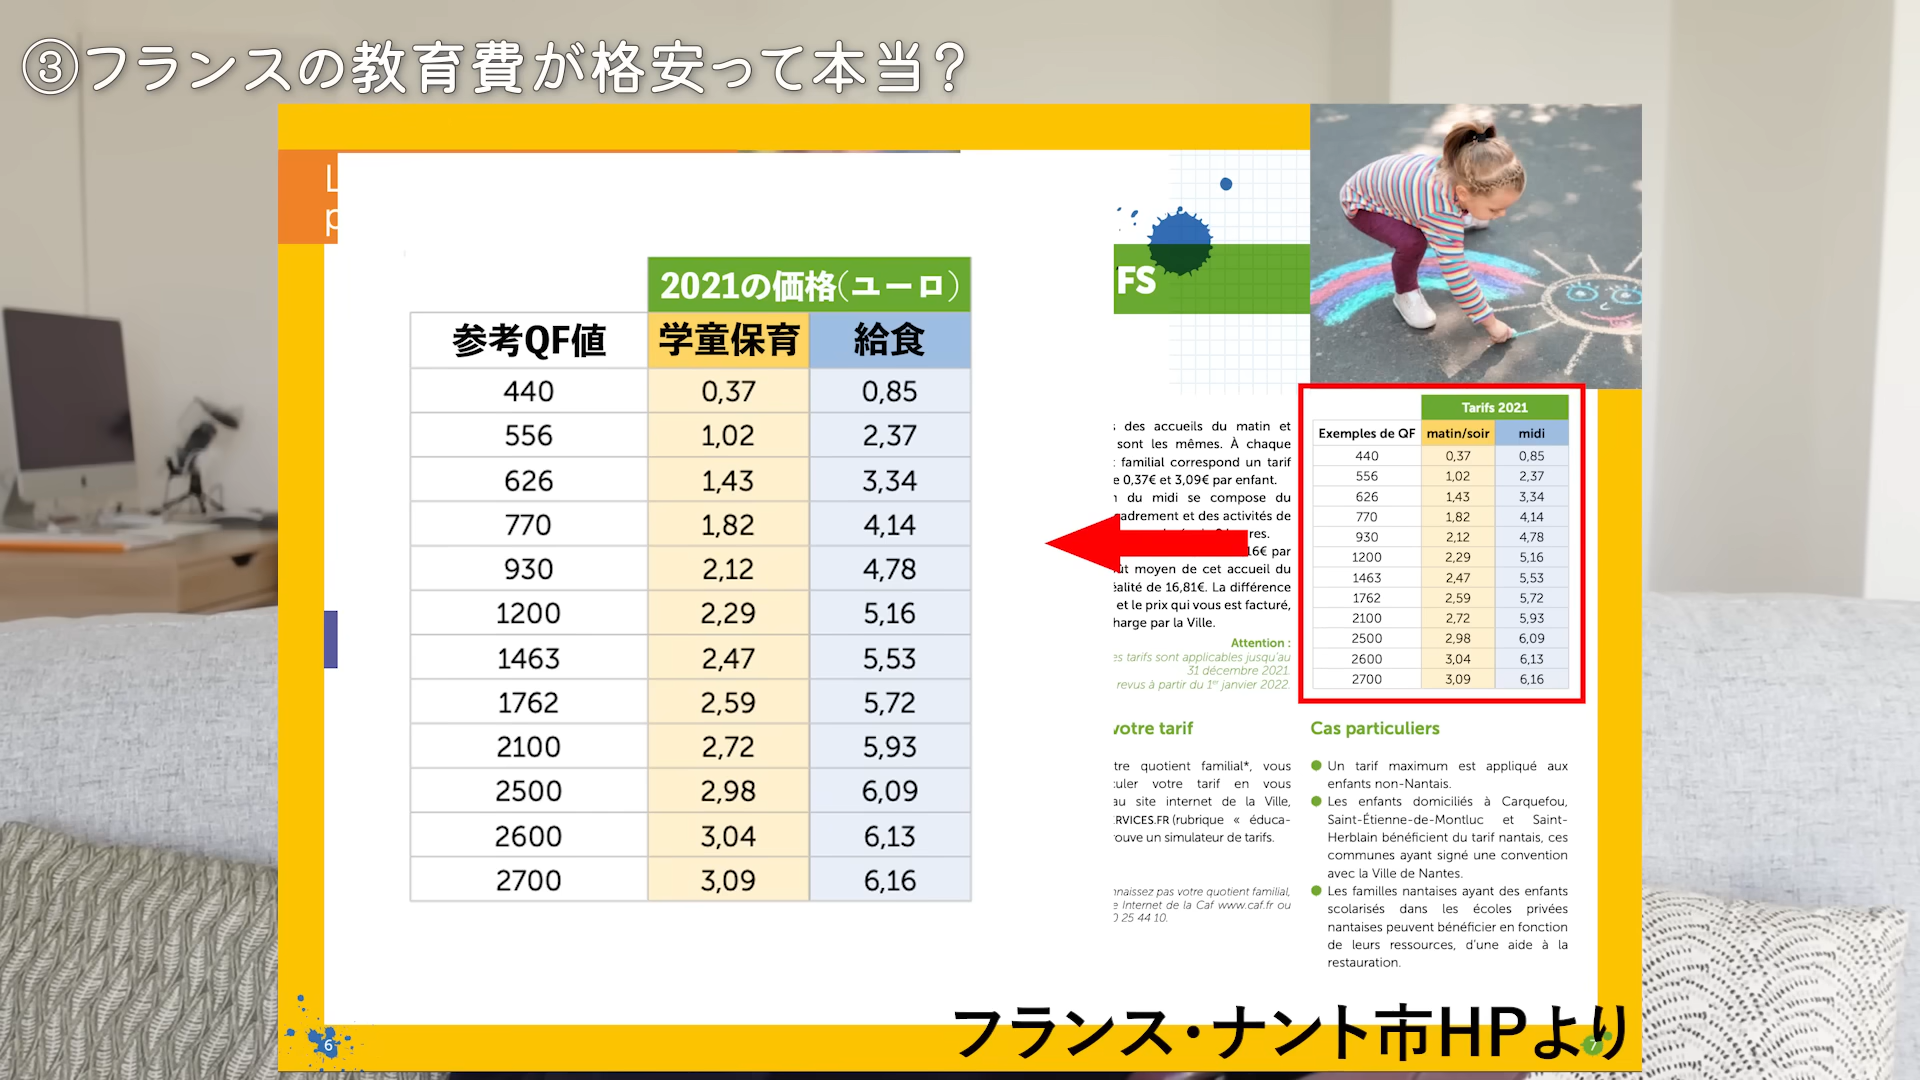 ③フランスの教育費が格安って本当？
L
p
2021の価格（ユーロ）
参考QF値 学童保育 給食
440 0,37 0,85
556 1,02 2,37
626 1,43 3,34
770 1,82 4,14
930 2,12 4,78
1200 2,29 5,16
1463 2,47 5,53
1762 2,59 5,72
2100 2,72 5,93
2500 2,98 6,09
2600 3,04 6,13
2700 3,09 6,16
FS
des accueils du matin et
sont les mêmes. À chaque
familial correspond un tarif
0,37€ et 3,09€ par enfant.
du midi se compose du
adrement et des activités de
res.
16€ par
ût moyen de cet accueil du
éalité de 16,81€. La différence
et le prix qui vous est facturé,
harge par la Ville.
Attention :
es tarifs sont applicables jusqu'au
31 décembre 2021.
revus à partir du 1er janvier 2022.
votre tarif
tre quotient familial*, vous
uler votre tarif en vous
au site internet de la Ville,
RVICES.FR (rubrique « éduca-
ouve un simulateur de tarifs.
nnaissez pas votre quotient familial,
e Internet de la Caf www.caf.fr ou
0 25 44 10.
Tarifs 2021
Exemples de QF matin/soir midi
440 0,37 0,85
556 1,02 2,37
626 1,43 3,34
770 1,82 4,14
930 2,12 4,78
1200 2,29 5,16
1463 2,47 5,53
1762 2,59 5,72
2100 2,72 5,93
2500 2,98 6,09
2600 3,04 6,13
2700 3,09 6,16
Cas particuliers
Un tarif maximum est appliqué aux
enfants non-Nantais.
Les enfants domiciliés à Carquefou,
Saint-Étienne-de-Montluc et Saint-
Herblain bénéficient du tarif nantais, ces
communes ayant signé une convention
avec la Ville de Nantes.
Les familles nantaises ayant des enfants
scolarisés dans les écoles privées
nantaises peuvent bénéficier en fonction
de leurs ressources, d'une aide à la
restauration.
フランス・ナント市HPより
6
7